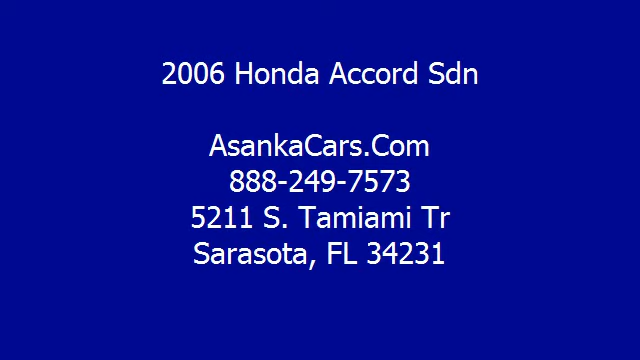 2006 Honda Accord Sdn
AsankaCars.Com
888-249-7573
5211 S. Tamiami Tr
Sarasota, FL 34231